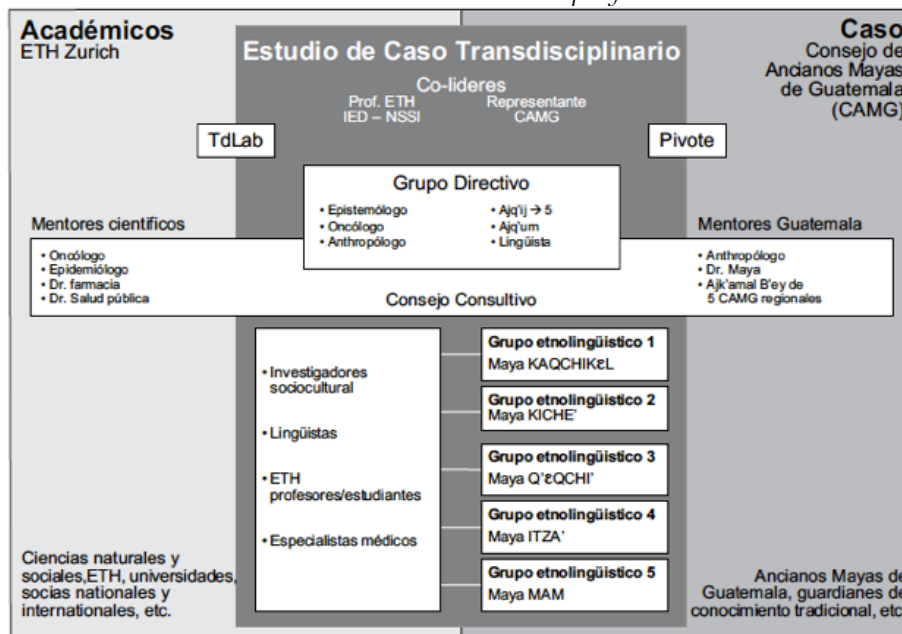 Académicos
ETH Zurich
Estudio de Caso Transdisciplinario
Co-lideres
Prof. ETH
IED – NSSI
Representante
CAMG
Caso
Consejo de
Ancianos Mayas
de Guatemala
(CAMG)
TdLab
Pivote
Grupo Directivo
• Epistemólogo
• Oncólogo
• Anthropólogo
• Ajq'ij → 5
• Ajq'um
• Lingüista
Mentores científicos
• Oncólogo
• Epidemiólogo
• Dr. farmacia
• Dr. Salud pública
Mentores Guatemala
• Anthropólogo
• Dr. Maya
• Ajk'amal B'ey de
5 CAMG regionales
Consejo Consultivo
• Investigadores
sociocultural
• Lingüistas
• ETH
profesores/estudiantes
• Especialistas médicos
Grupo etnolingüistico 1
Maya KAQCHIKɛL
Grupo etnolingüistico 2
Maya KICHE'
Grupo etnolingüistico 3
Maya Q'ɛQCHI'
Grupo etnolingüistico 4
Maya ITZA'
Grupo etnolingüistico 5
Maya MAM
Ciencias naturales y
sociales,ETH, universidades,
socias nationales y
internationales, etc.
Ancianos Mayas de
Guatemala, guardianes de
conocimiento tradicional, etc